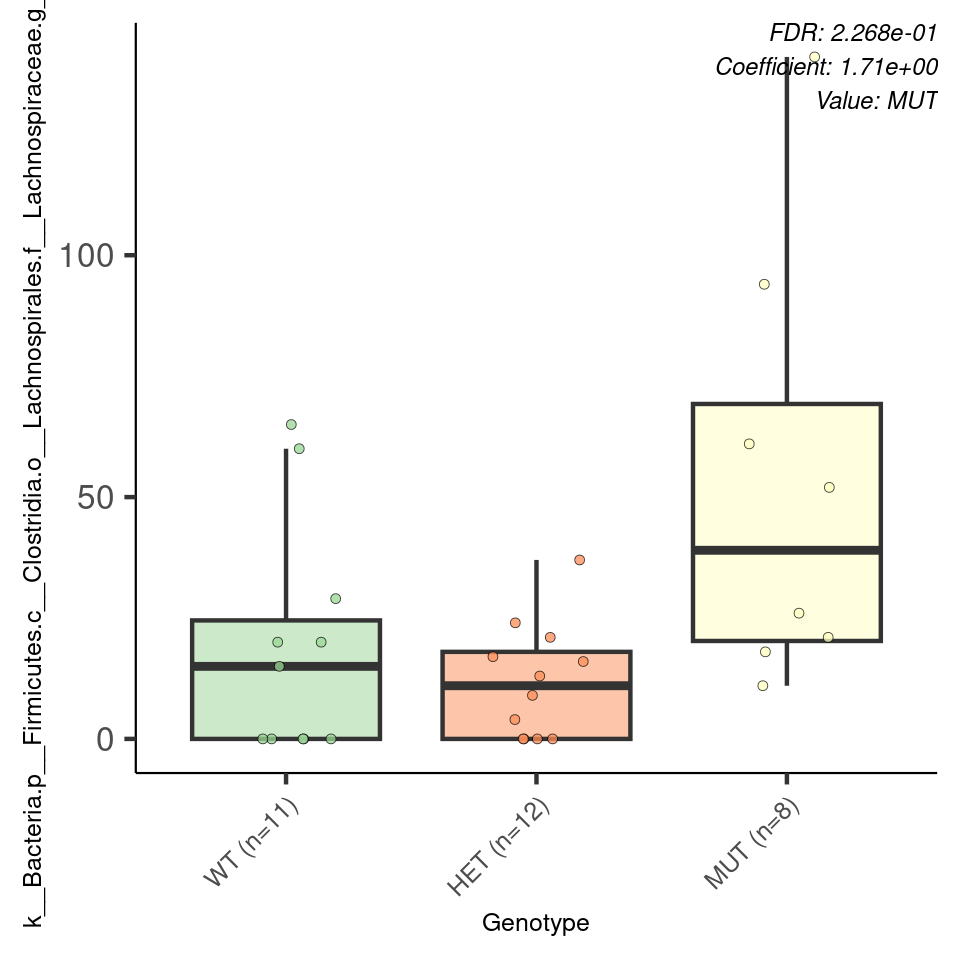 FDR: 2.268e-01
Coefficient: 1.71e+00
Value: MUT
k__Bacteria.p__Firmicutes.c__Clostridia.o__Lachnospirales.f__Lachnospiraceae.g_
100
50
0
WT (n=11)
HET (n=12)
MUT (n=8)
Genotype